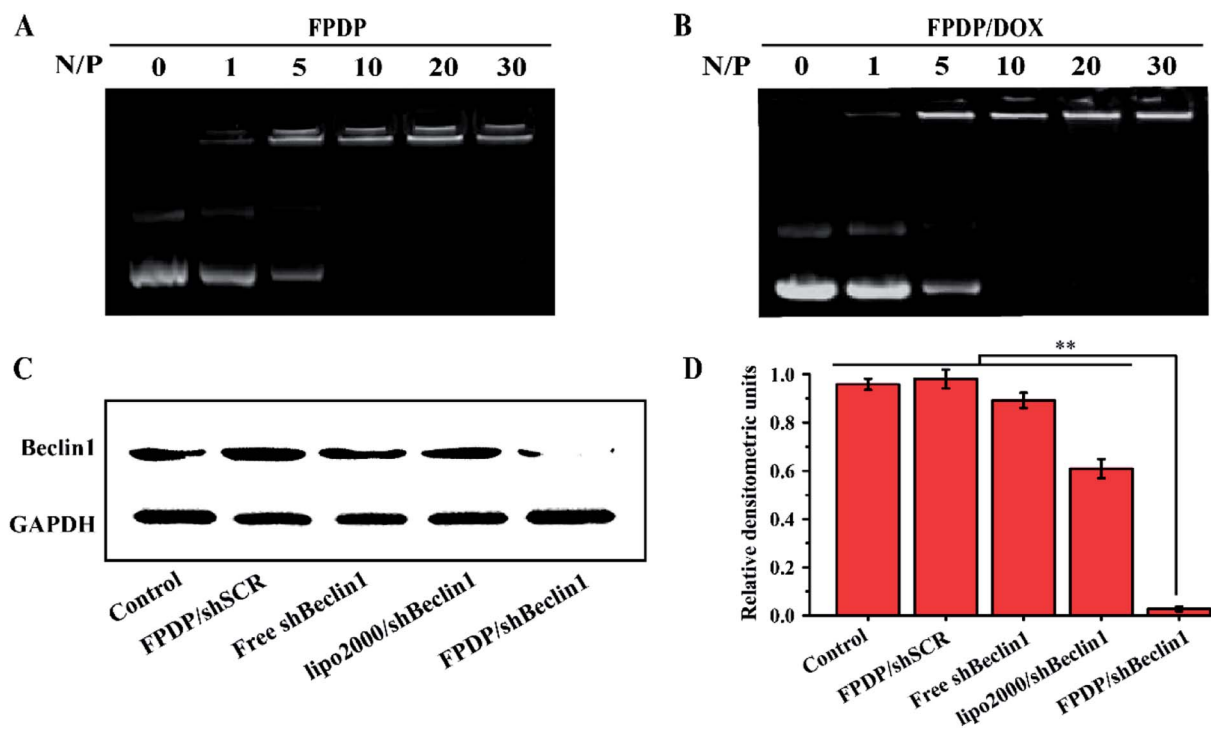 A
FPDP
N/P 0 1 5 10 20 30
B
FPDP/DOX
N/P 0 1 5 10 20 30
C
Beclin1
GAPDH
Control
FPDP/shSCR
Free shBeclin1
lipo2000/shBeclin1
FPDP/shBeclin1
D
**
Relative densitometric units
1.0
0.8
0.6
0.4
0.2
0.0
Control
FPDP/shSCR
Free shBeclin1
lipo2000/shBeclin1
FPDP/shBeclin1